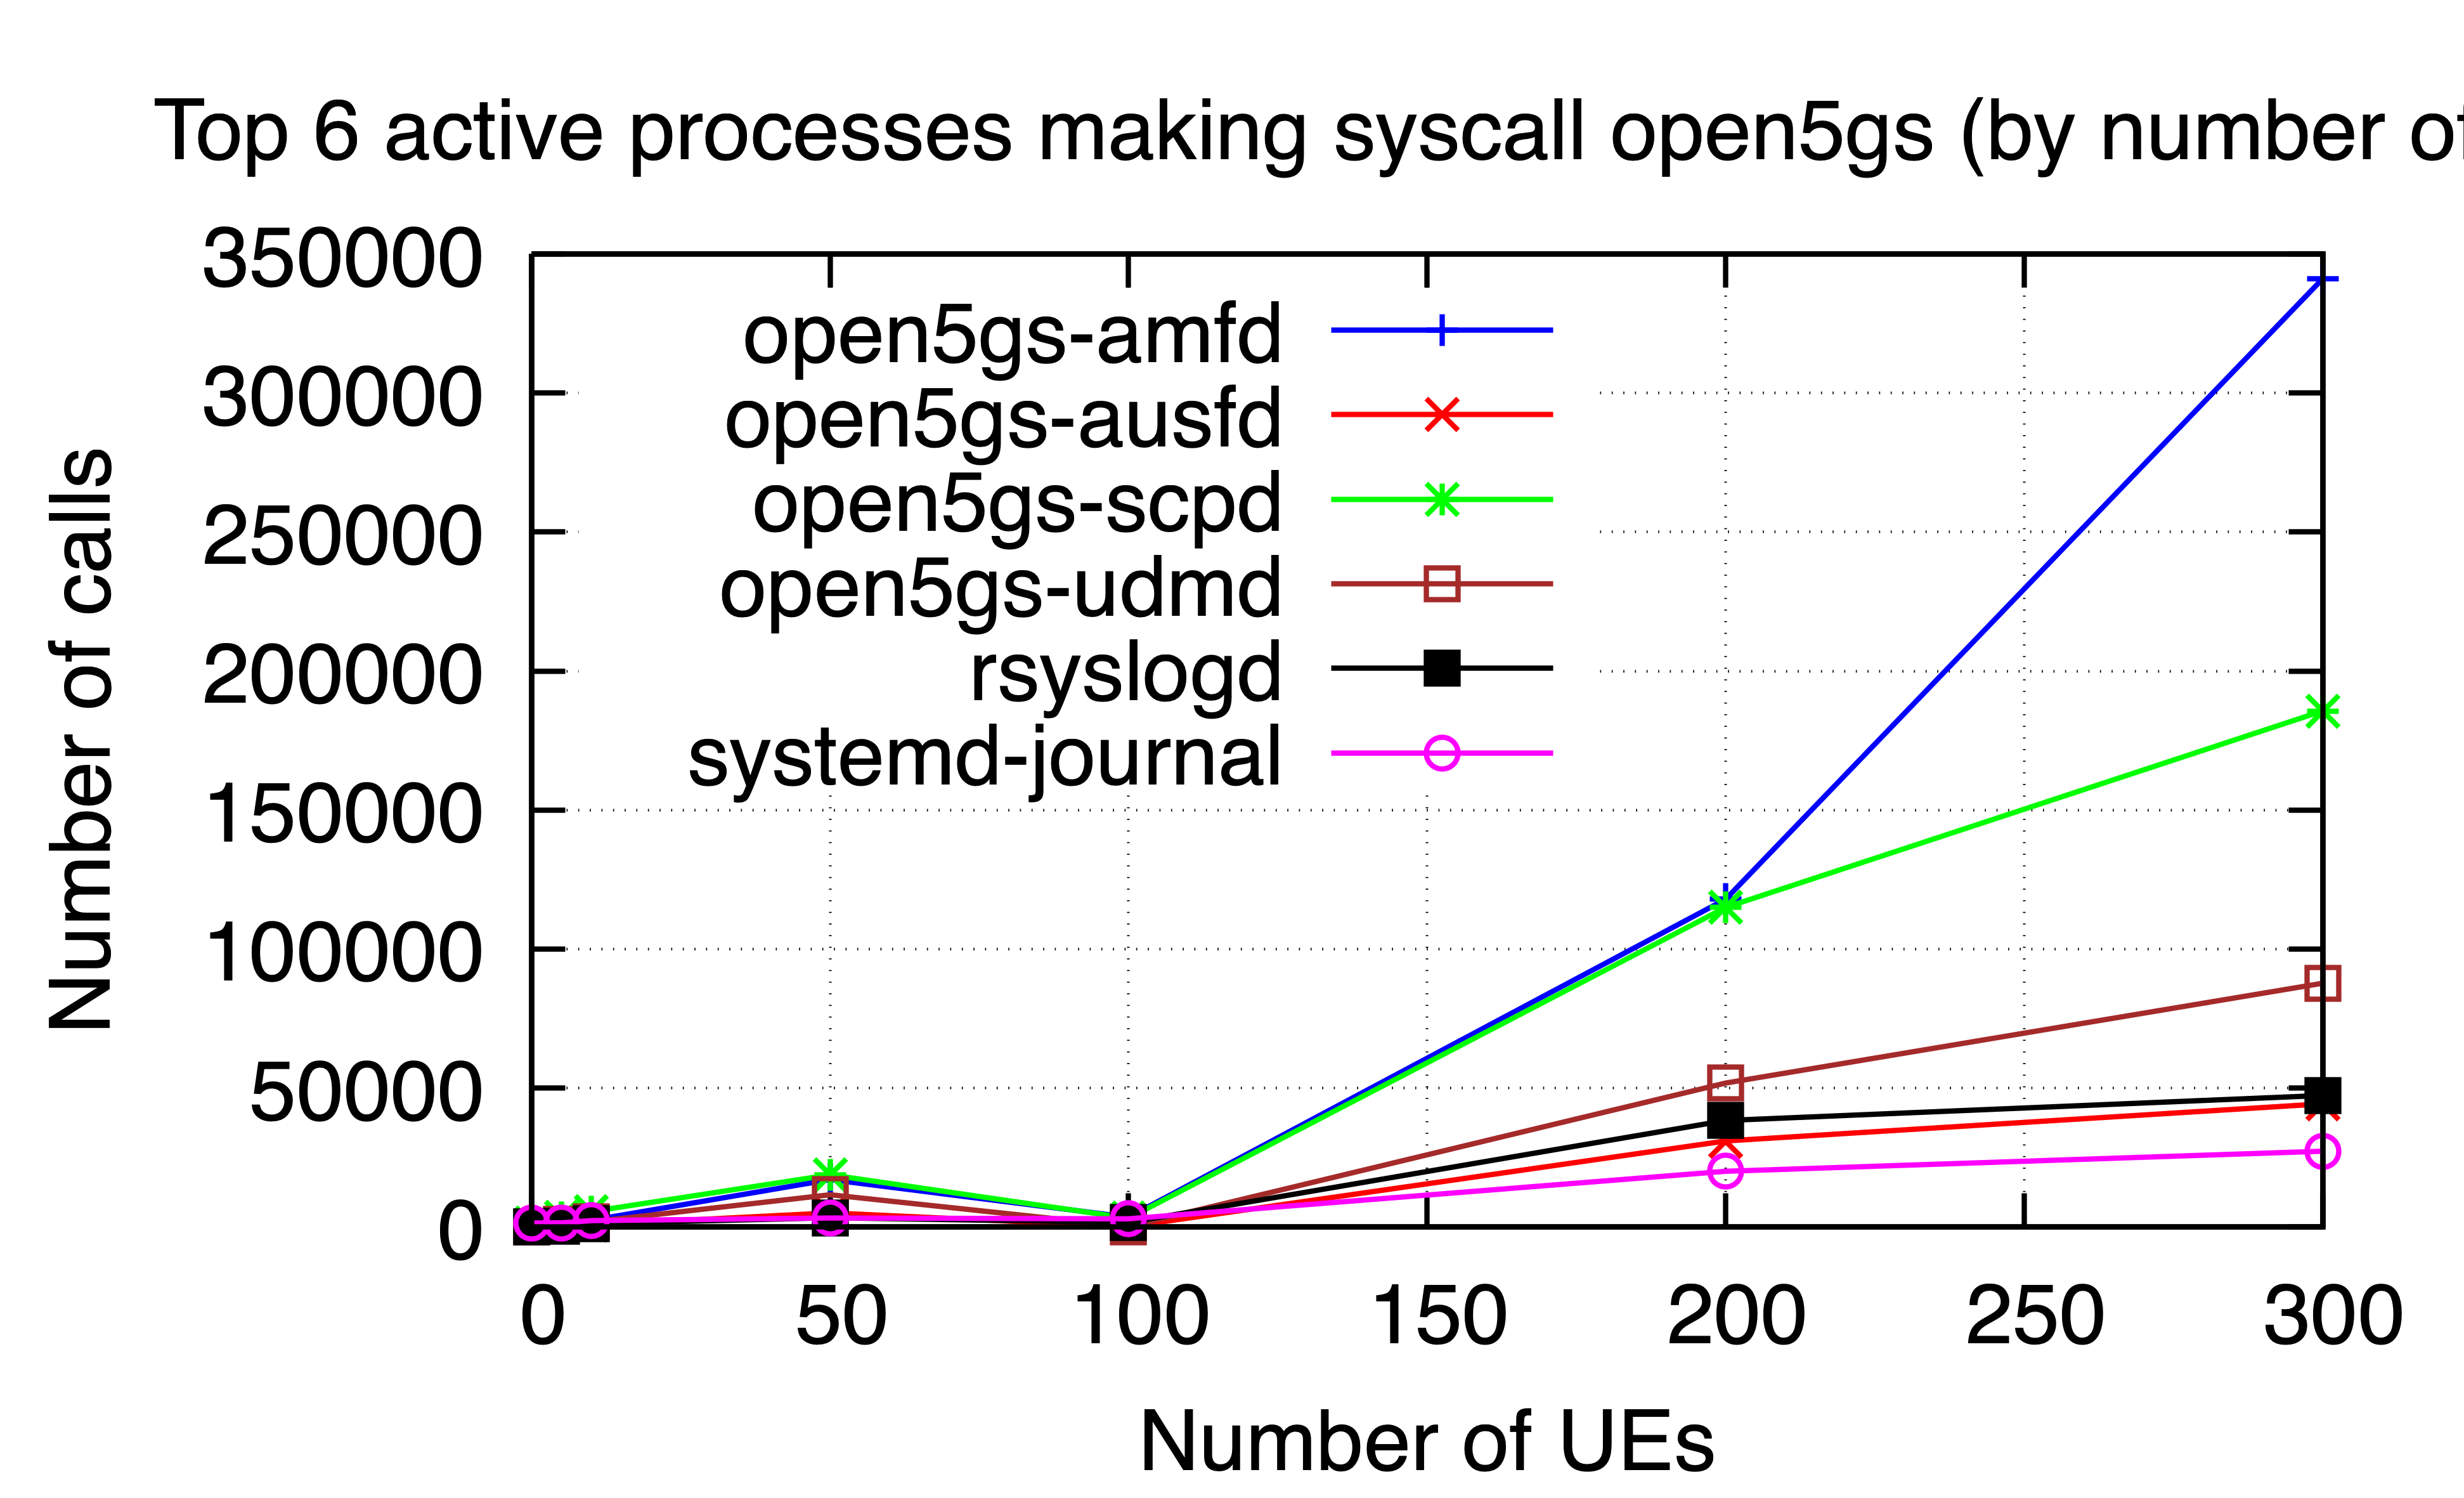 Top 6 active processes making syscall open5gs (by number of
350000
300000
250000
200000
150000
100000
50000
0
Number of calls
open5gs-amfd
open5gs-ausfd
open5gs-scpd
open5gs-udmd
rsyslogd
systemd-journal
0 50 100 150 200 250 300
Number of UEs